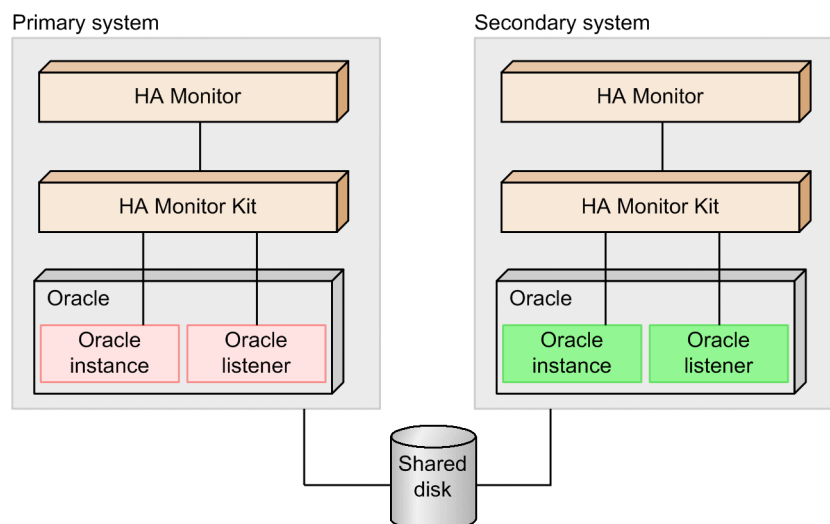 Primary system
HA Monitor
HA Monitor Kit
Oracle
Oracle
instance
Oracle
listener
Secondary system
HA Monitor
HA Monitor Kit
Oracle
Oracle
instance
Oracle
listener
Shared
disk